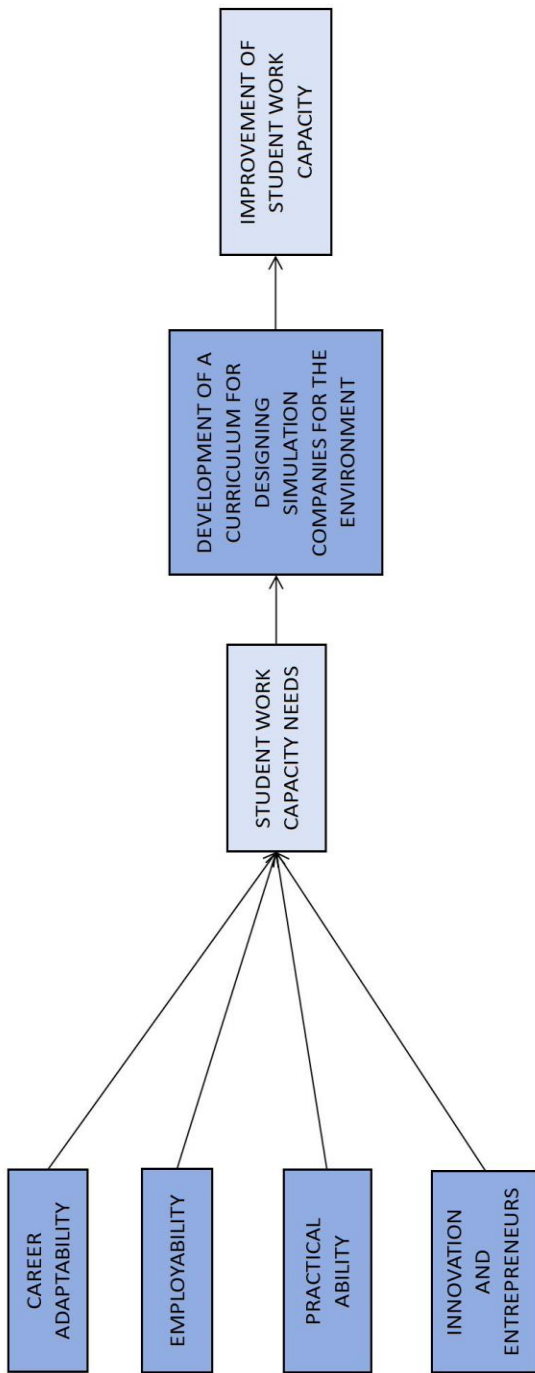 CAREER
ADAPTABILITY
EMPLOYABILITY
PRACTICAL
ABILITY
INNOVATION
AND
ENTREPRENEURS
STUDENT WORK
CAPACITY NEEDS
DEVELOPMENT OF A
CURRICULUM FOR
DESIGNING
SIMULATION
COMPANIES FOR THE
ENVIRONMENT
IMPROVEMENT OF
STUDENT WORK
CAPACITY